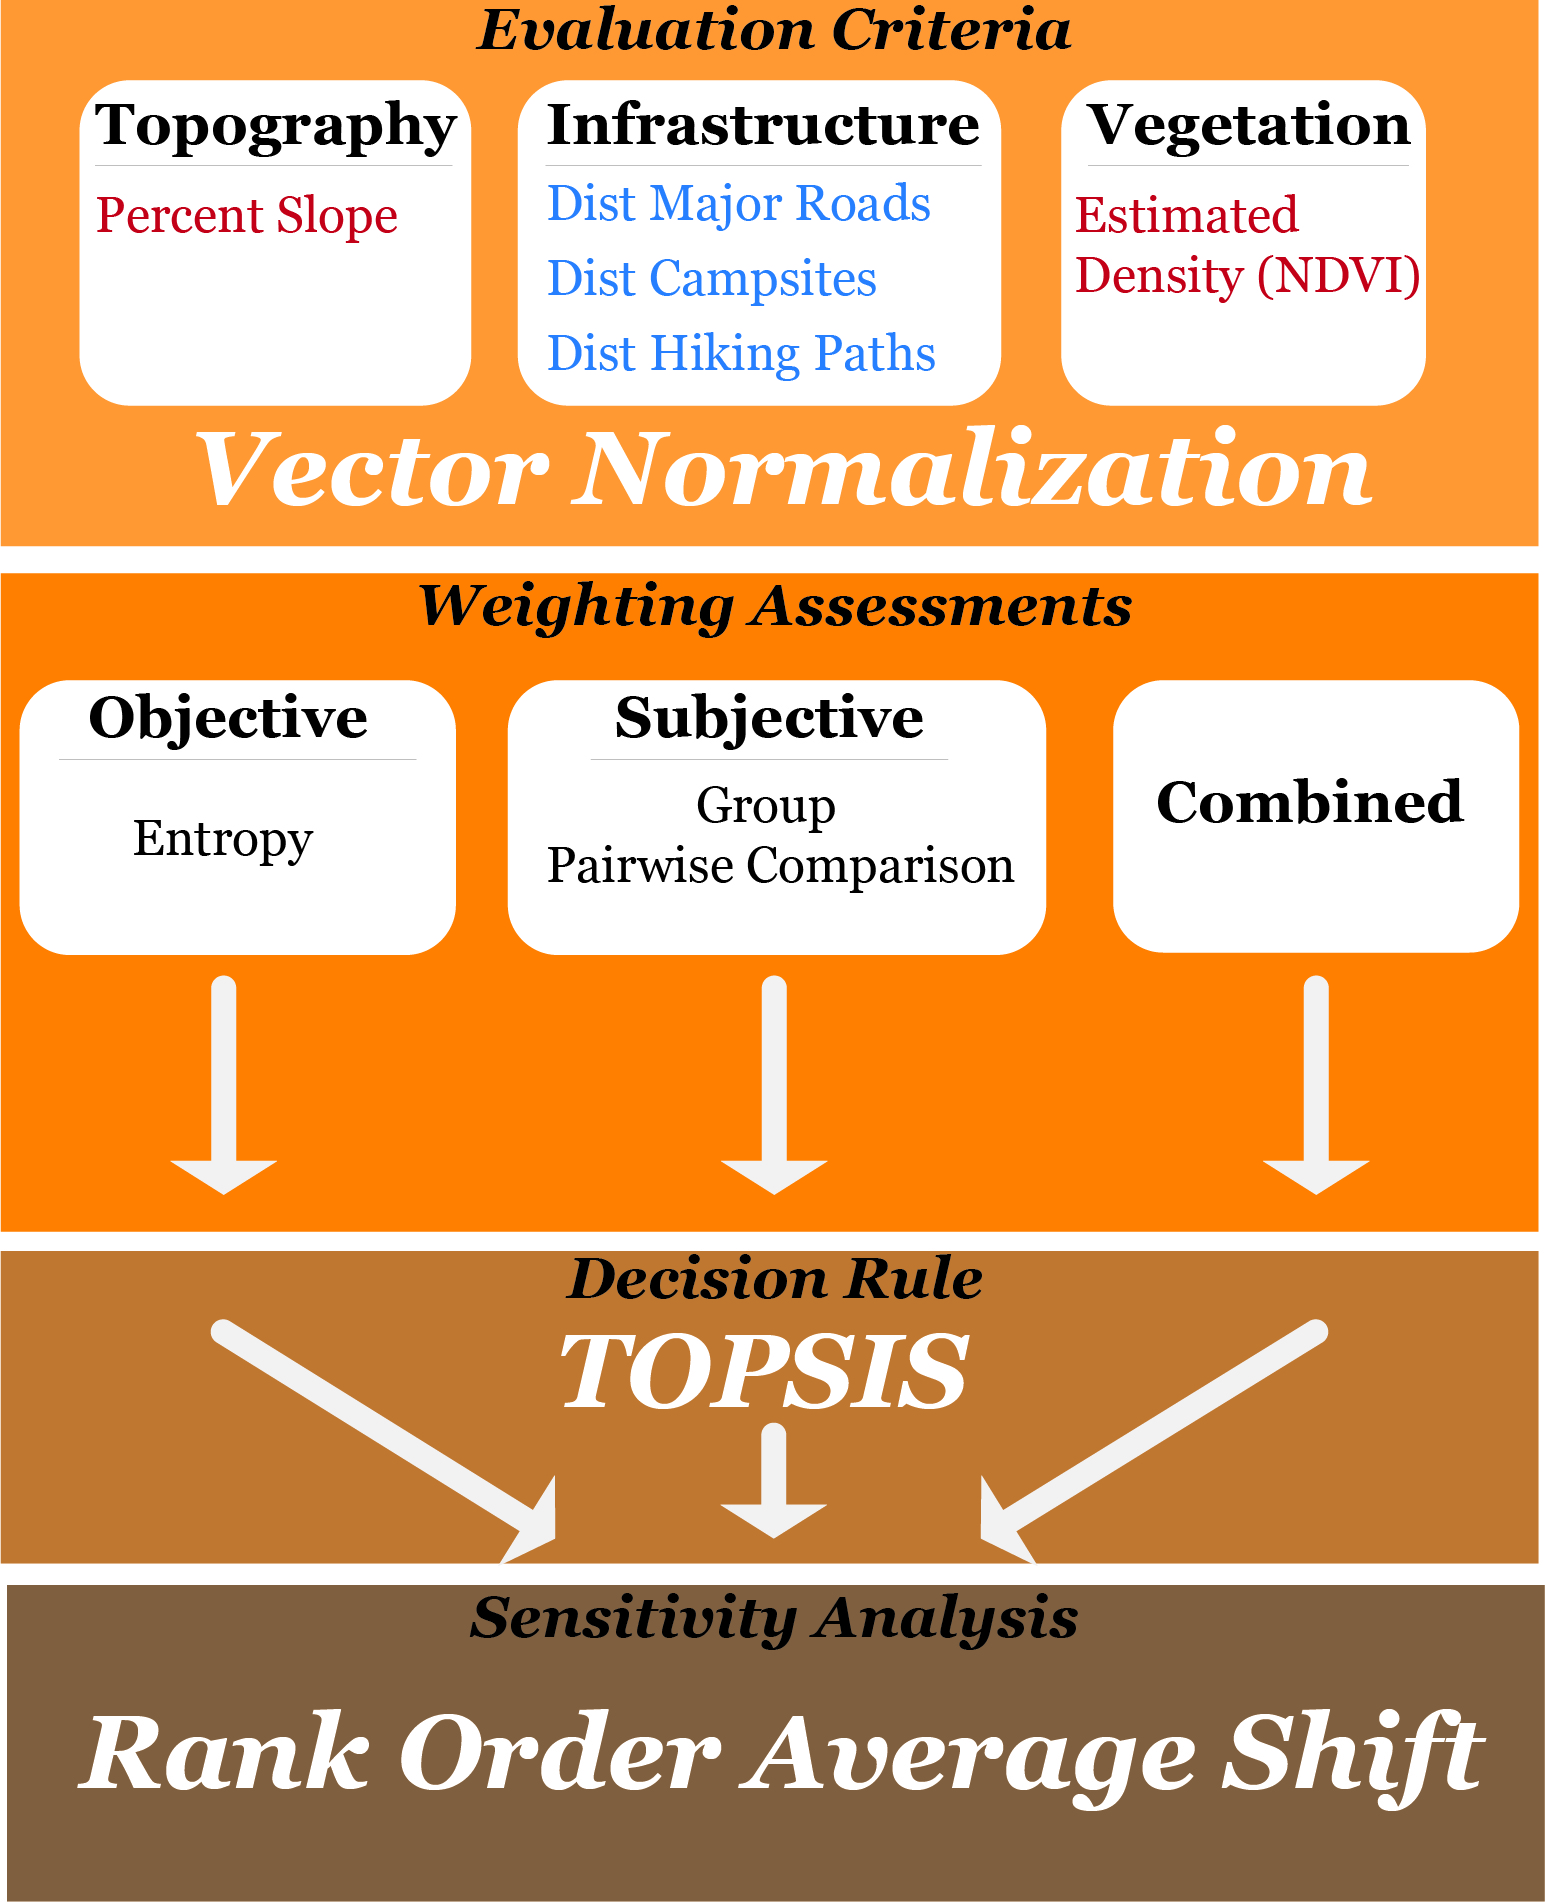 Evaluation Criteria
Topography
Percent Slope
Infrastructure
Dist Major Roads
Dist Campsites
Dist Hiking Paths
Vegetation
Estimated
Density (NDVI)
Vector Normalization
Weighting Assessments
Objective
Entropy
Subjective
Group
Pairwise Comparison
Combined
Decision Rule
TOPSIS
Sensitivity Analysis
Rank Order Average Shift